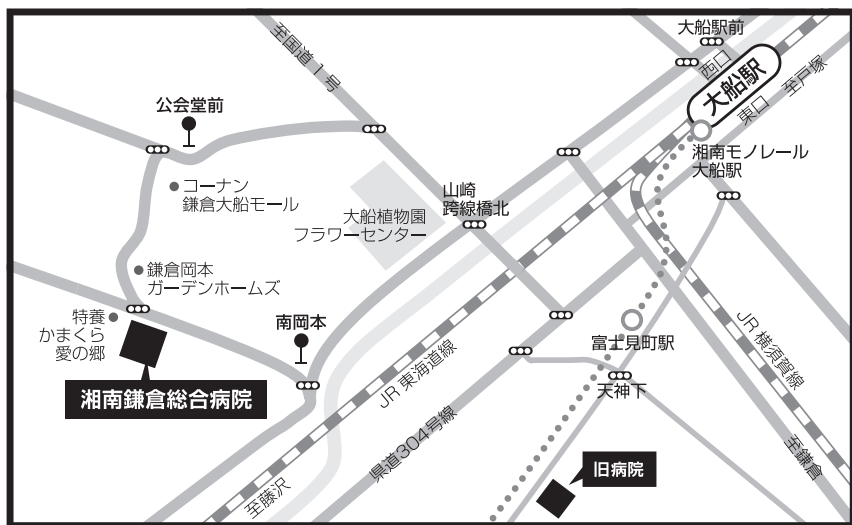 至国道1号
大船駅前
西口
大船駅
東口
至戸塚
公会堂前
湘南モノレール
大船駅
コーナン
鎌倉大船モール
山崎
跨線橋北
大船植物園
フラワーセンター
鎌倉岡本
ガーデンホームズ
特養
かまくら
愛の郷
南岡本
富士見町駅
JR横須賀線
JR東海道線
天神下
湘南鎌倉総合病院
県道304号線
至鎌倉
旧病院
至藤沢